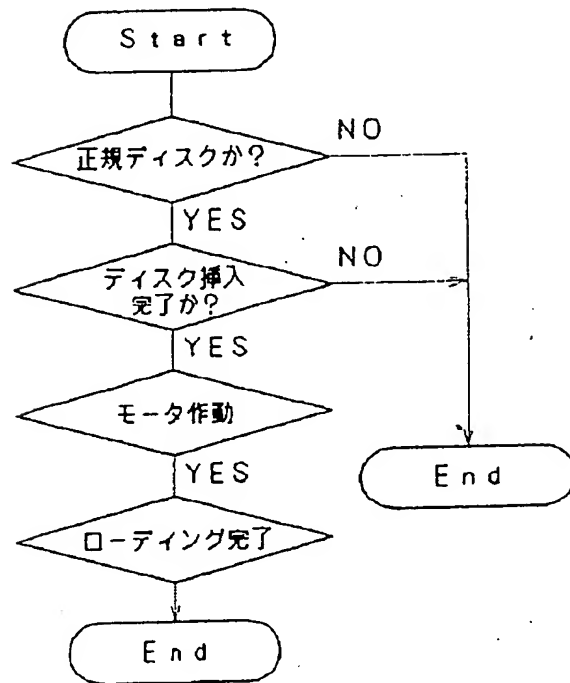 Start
正規ディスクか?
NO
YES
ディスク挿入
完了か?
NO
YES
モータ作動
YES
End
ローディング完了
End